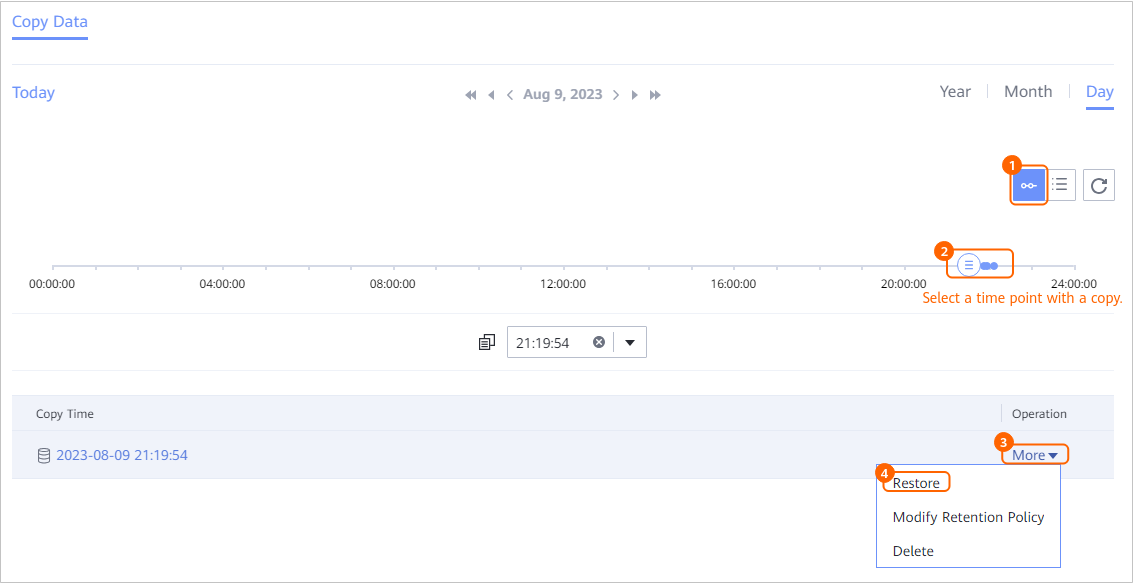 Copy Data
Today
Aug 9, 2023
Year Month Day
1
2
00:00:00 04:00:00 08:00:00 12:00:00 16:00:00 20:00:00 24:00:00
Select a time point with a copy.
21:19:54
Copy Time Operation
3
2023-08-09 21:19:54 More
4
Restore
Modify Retention Policy
Delete